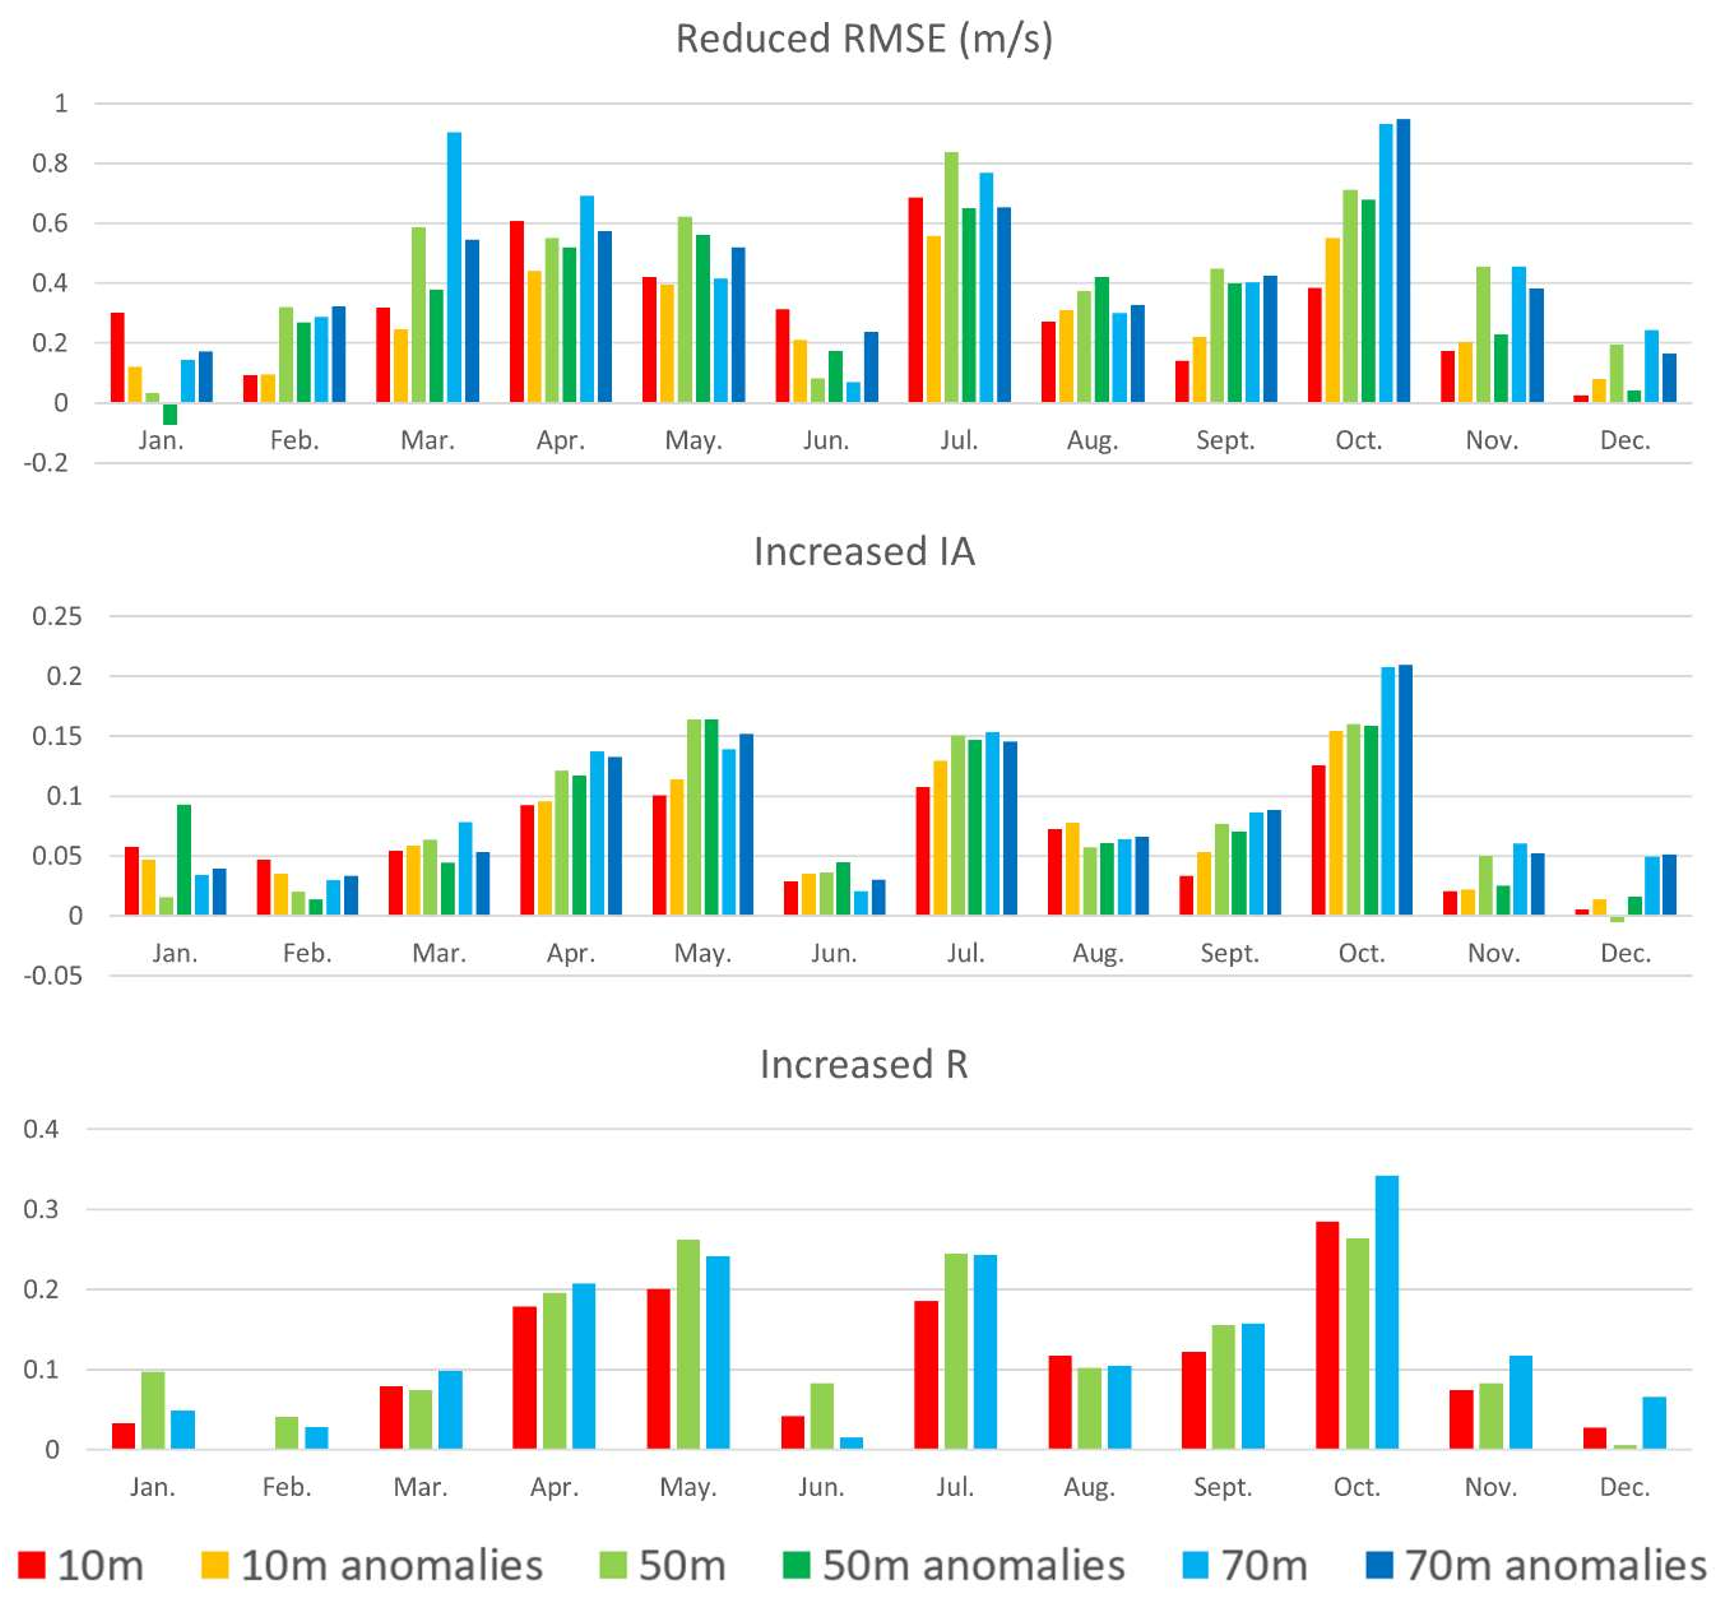 Reduced RMSE (m/s)
1
0.8
0.6
0.4
0.2
0
Jan. Feb. Mar. Apr. May. Jun. Jul. Aug. Sept. Oct. Nov. Dec.
-0.2
Increased IA
0.25
0.2
0.15
0.1
0.05
0
Jan. Feb. Mar. Apr. May. Jun. Jul. Aug. Sept. Oct. Nov. Dec.
-0.05
Increased R
0.4
0.3
0.2
0.1
0
Jan. Feb. Mar. Apr. May. Jun. Jul. Aug. Sept. Oct. Nov. Dec.
10m 10m anomalies 50m 50m anomalies 70m 70m anomalies